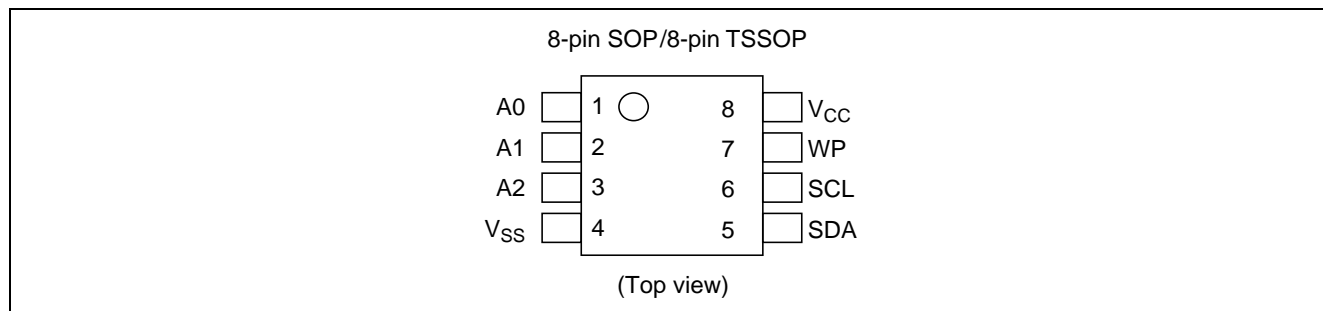 8-pin SOP/8-pin TSSOP
A0 1 8 VCC
A1 2 7 WP
A2 3 6 SCL
VSS 4 5 SDA
(Top view)